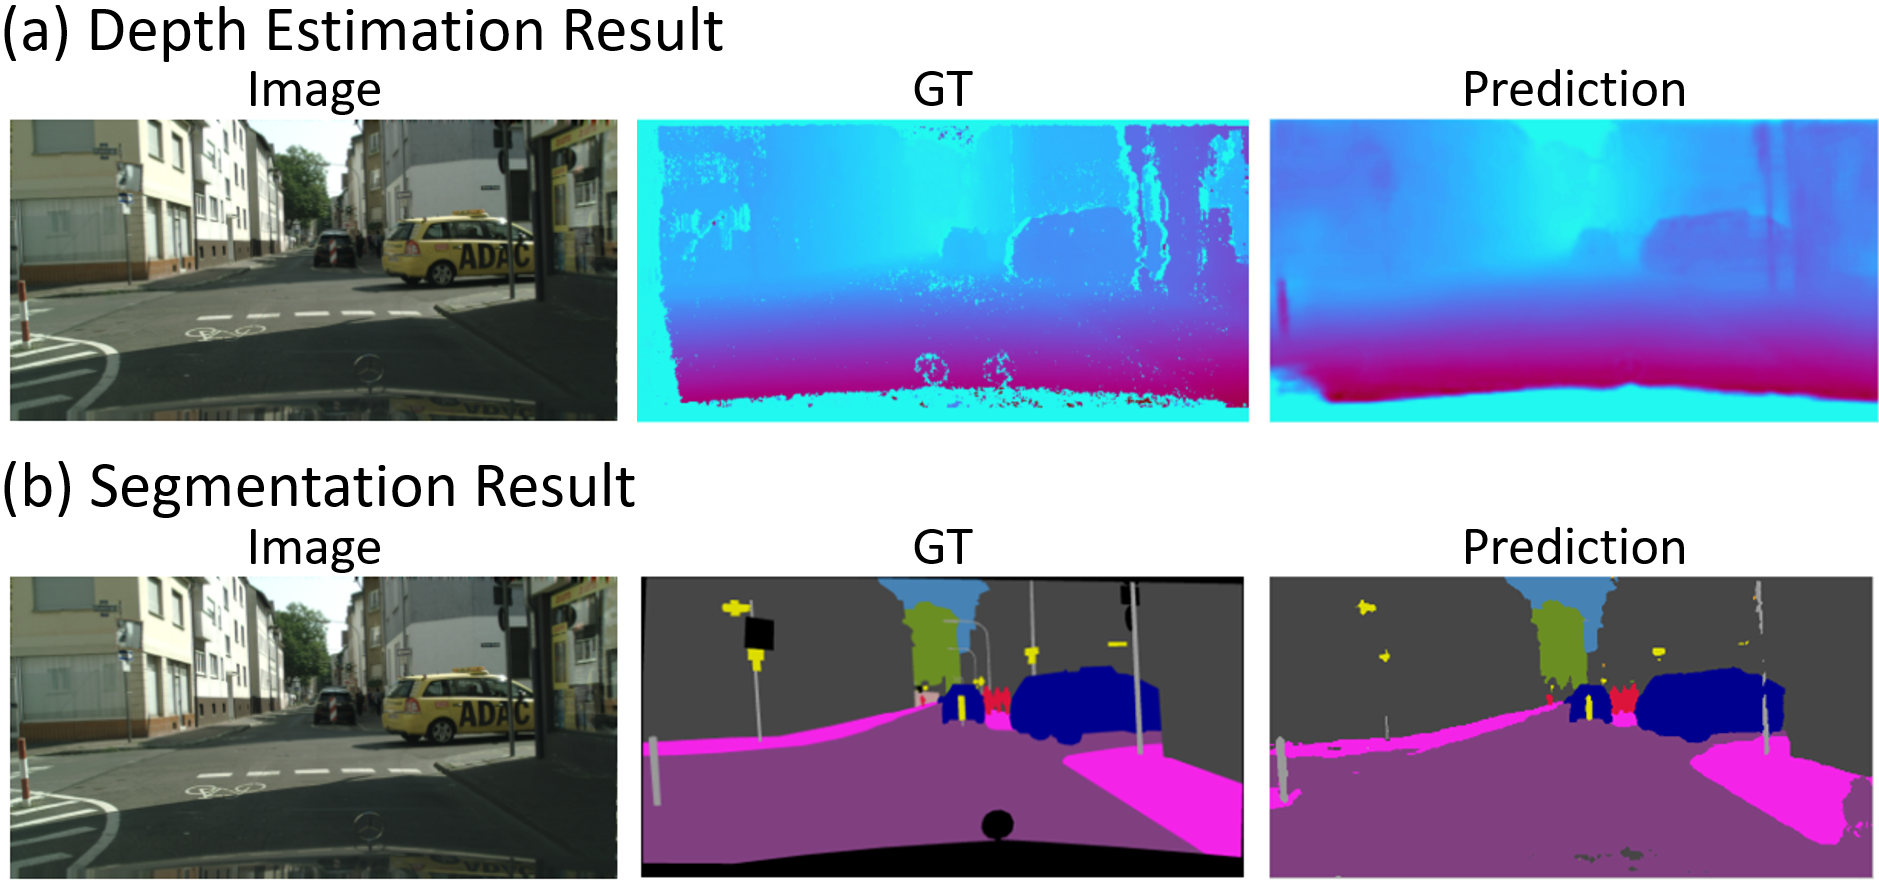 (a) Depth Estimation Result
Image GT Prediction
ADAC
(b) Segmentation Result
Image GT Prediction
ADAC